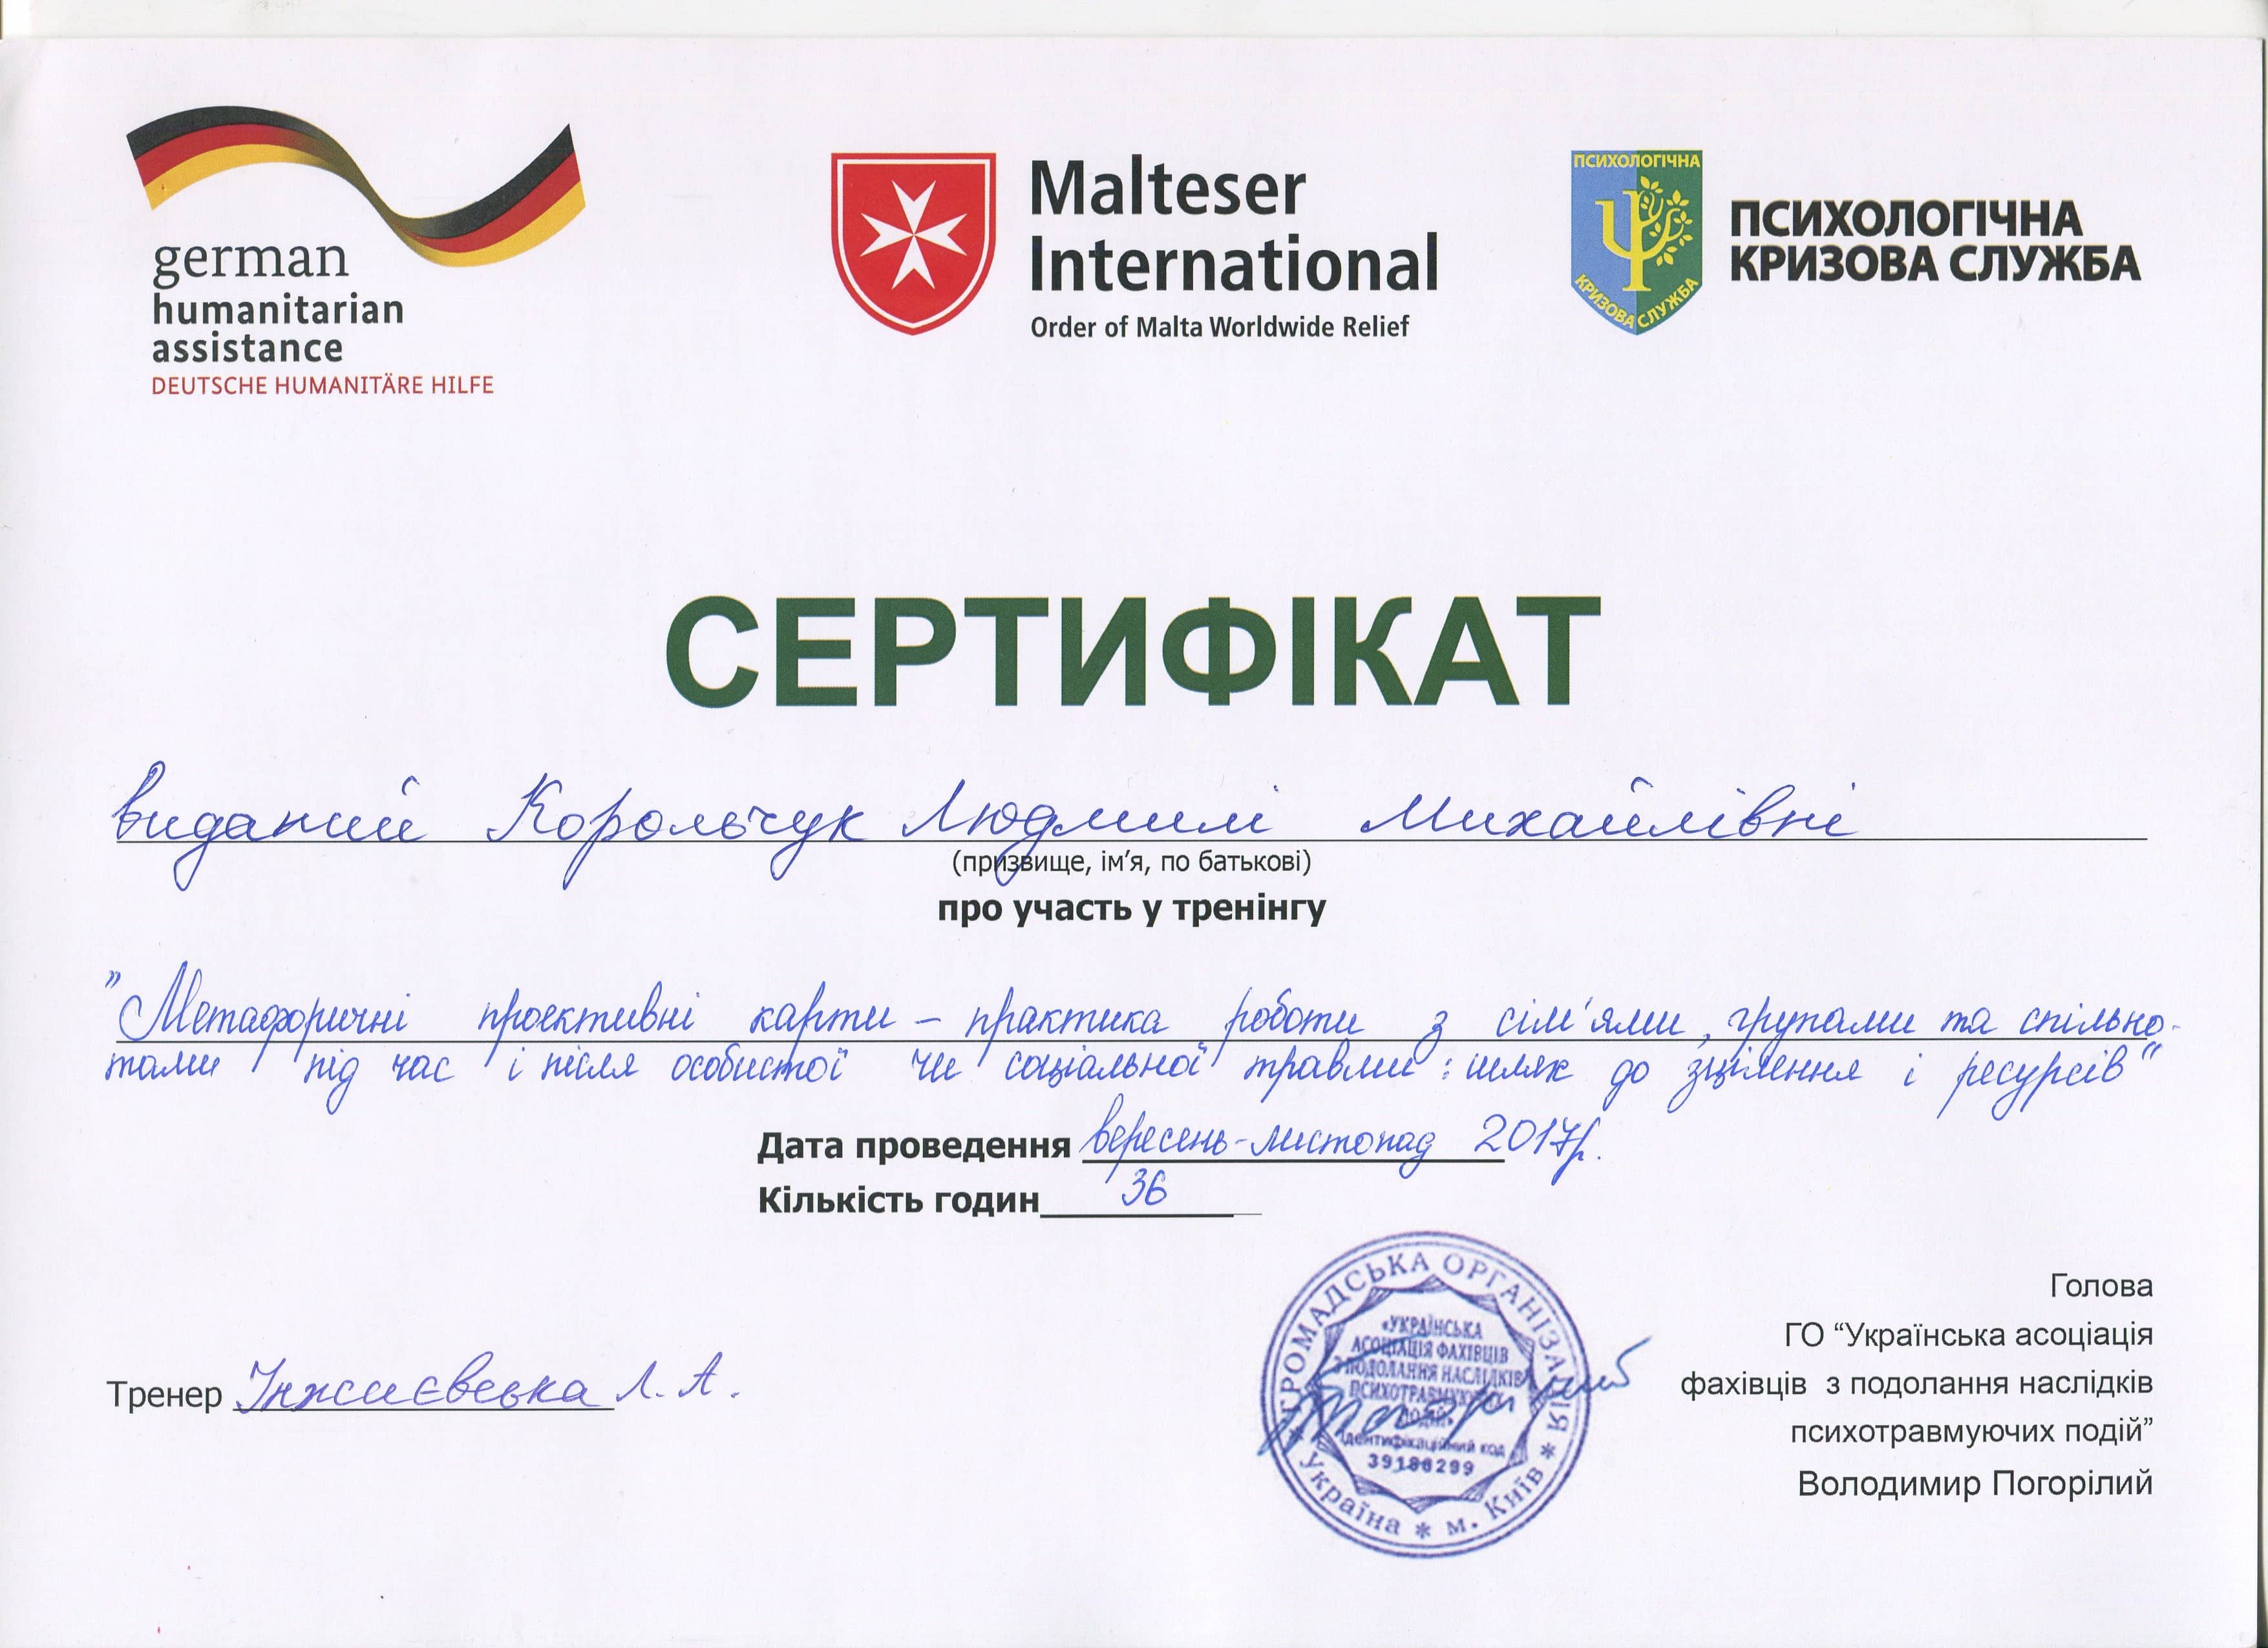 german
humanitarian
assistance
DEUTSCHE HUMANITÄRE HILFE
Malteser
International
Order of Malta Worldwide Relief
ПСИХОЛОГІЧНА
КРИЗОВА СЛУЖБА
ПСИХОЛОГІЧНА
КРИЗОВА СЛУЖБА
СЕРТИФІКАТ
виданий Корольчук Людмилі Михайлівні
(призвище, ім’я, по батькові)
про участь у тренінгу
"Метафоричні проективні карти – практика роботи з сім'ями, групами та спільно-
тами під час і після особистої чи соціальної травми: шлях до зцілення і ресурсів"
Дата проведення вересень-листопад 2017р.
Кількість годин 36
Тренер Л. А.
ГРОМАДСЬКА ОРГАНІЗАЦІЯ
«УКРАЇНСЬКА
АСОЦІАЦІЯ ФАХІВЦІВ
З ПОДОЛАННЯ НАСЛІДКІВ
ПСИХОТРАВМУЮЧИХ
ПОДІЙ»
Ідентифікаційний код
39186299
* Україна * м. Київ *
Голова
ГО “Українська асоціація
фахівців з подолання наслідків
психотравмуючих подій”
Володимир Погорілий